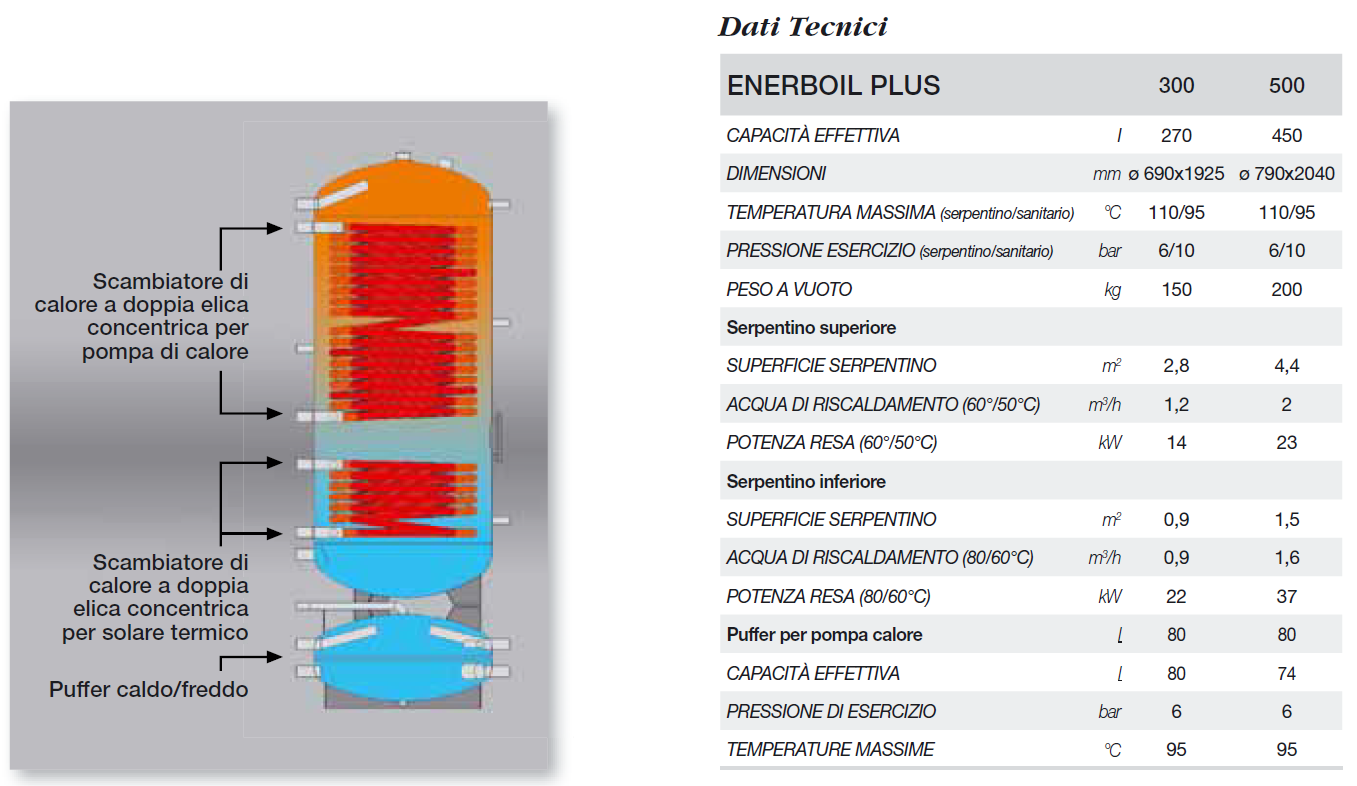 Dati Tecnici
ENERBOIL PLUS 300 500
CAPACITÀ EFFETTIVA l 270 450
DIMENSIONI mm ø 690x1925 ø 790x2040
TEMPERATURA MASSIMA (serpentino/sanitario) °C 110/95 110/95
PRESSIONE ESERCIZIO (serpentino/sanitario) bar 6/10 6/10
PESO A VUOTO kg 150 200
Serpentino superiore
SUPERFICIE SERPENTINO m² 2,8 4,4
ACQUA DI RISCALDAMENTO (60°/50°C) m³/h 1,2 2
POTENZA RESA (60°/50°C) kW 14 23
Serpentino inferiore
SUPERFICIE SERPENTINO m² 0,9 1,5
ACQUA DI RISCALDAMENTO (80/60°C) m³/h 0,9 1,6
POTENZA RESA (80/60°C) kW 22 37
Puffer per pompa calore L 80 80
CAPACITÀ EFFETTIVA L 80 74
PRESSIONE DI ESERCIZIO bar 6 6
TEMPERATURE MASSIME °C 95 95
Scambiatore di
calore a doppia elica
concentrica per
pompa di calore
Scambiatore di
calore a doppia
elica concentrica
per solare termico
Puffer caldo/freddo